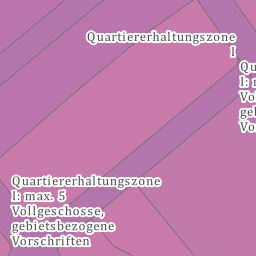 Quartiererhaltungszone
I
Quartiererhaltungszone
I: max. 5
Vollgeschosse,
gebietsbezogene
Vorschriften